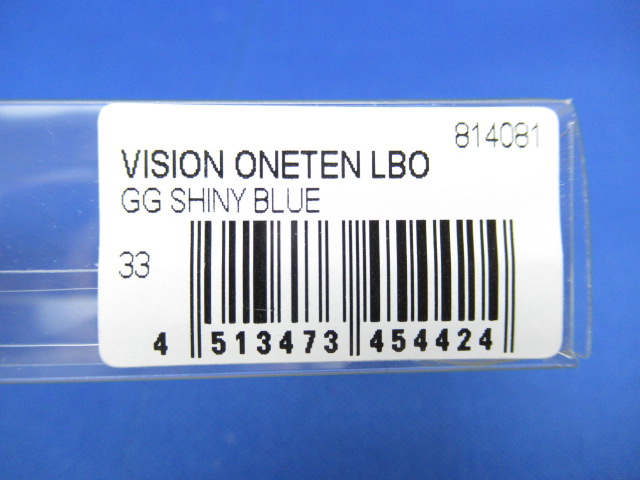 814081
VISION ONETEN LBO
GG SHINY BLUE
33
4 513473 454424